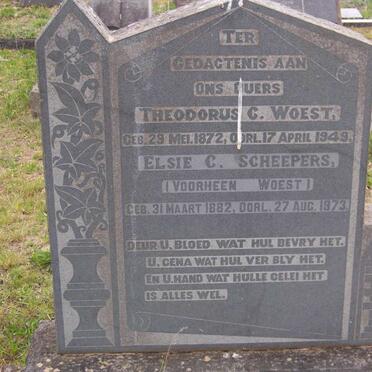 TER
GEDAGTENIS AAN
ONS OUERS
THEODORUS C. WOEST,
GEB. 29 MEI. 1872, OORL. 17 APRIL 1949.
ELSIE C. SCHEEPERS,
(VOORHEEN WOEST)
GEB. 31 MAART 1882, OORL. 27 AUG. 1973.
DEUR U. BLOED WAT HUL BEVRY HET.
U. GENA WAT HUL VER BLY HET.
EN U. HAND WAT HULLE GELEI HET
IS ALLES WEL.